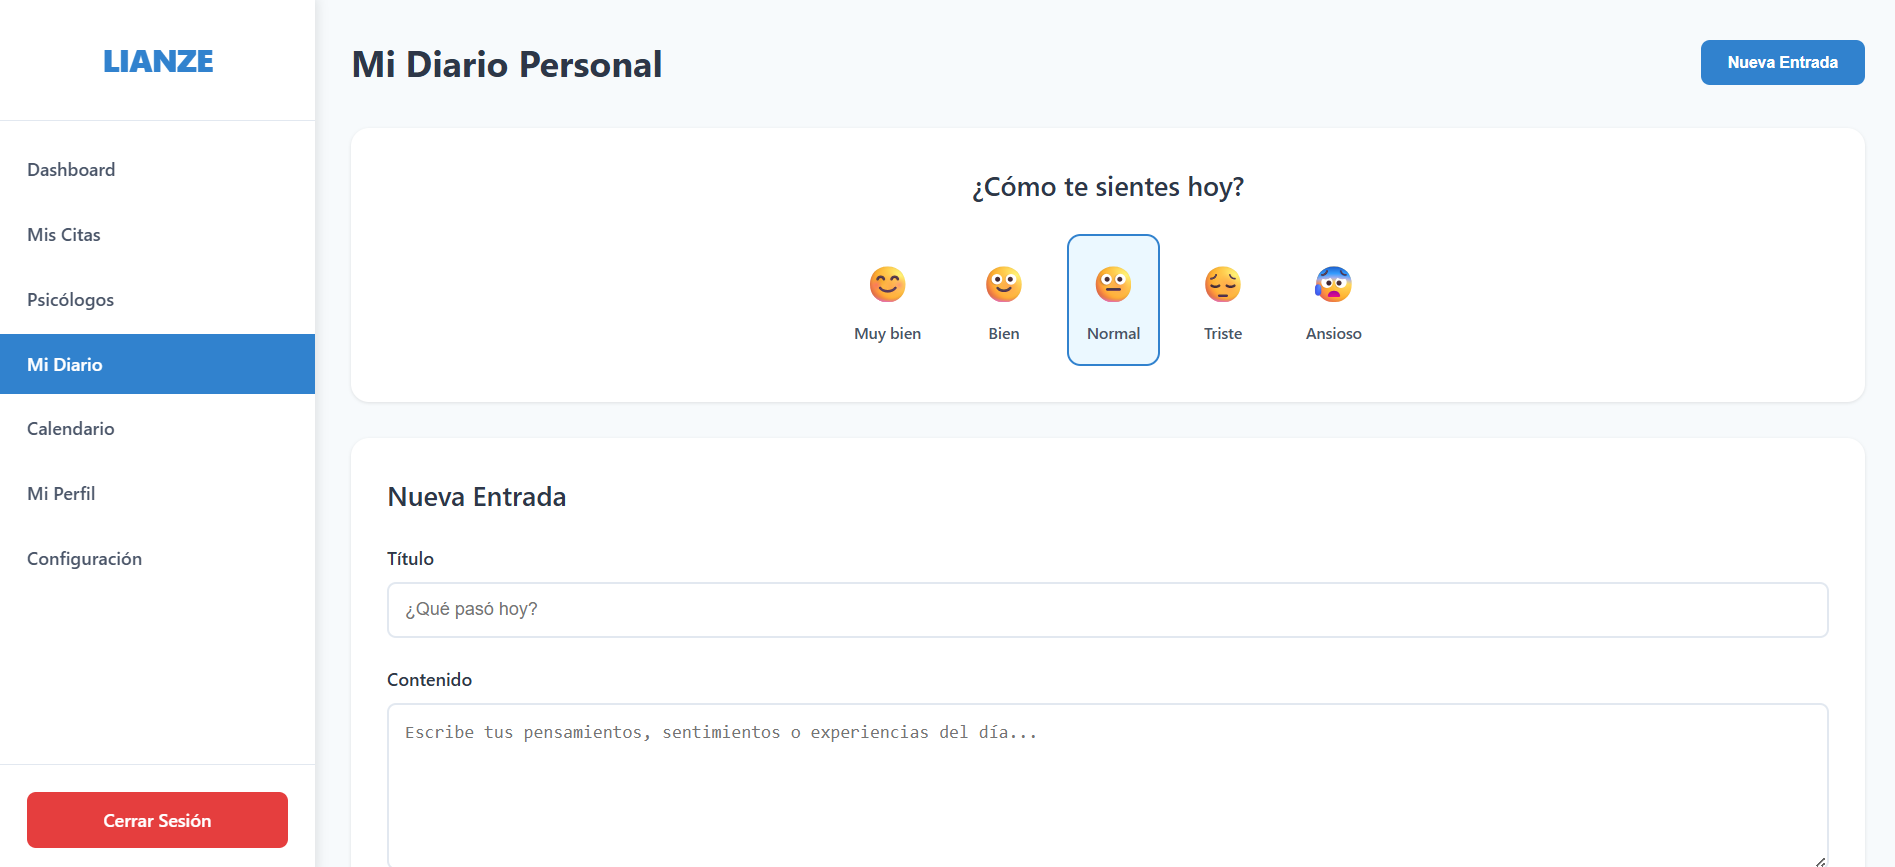 LIANZE
Dashboard
Mis Citas
Psicólogos
Mi Diario
Calendario
Mi Perfil
Configuración
Cerrar Sesión
Mi Diario Personal
Nueva Entrada
¿Cómo te sientes hoy?
Muy bien
Bien
Normal
Triste
Ansioso
Nueva Entrada
Título
¿Qué pasó hoy?
Contenido
Escribe tus pensamientos, sentimientos o experiencias del día...